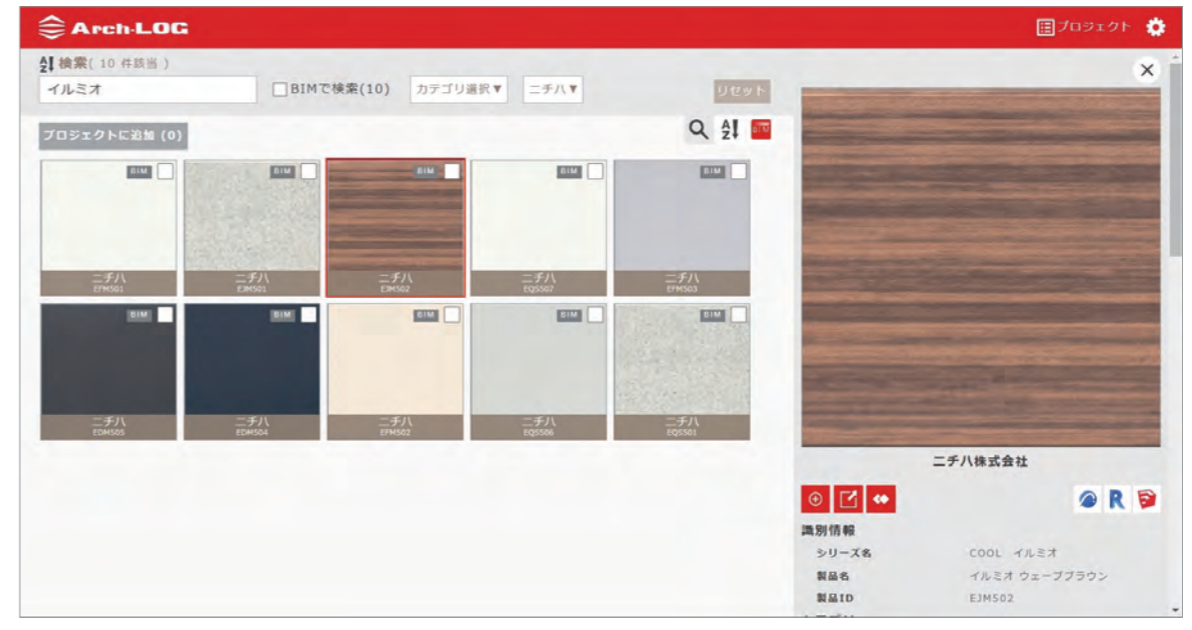 Arch-LOG
プロジェクト
検索( 10 件該当 )
イルミオ
BIMで検索(10)
カテゴリ選択▼
ニチハ▼
リセット
プロジェクトに追加 (0)
BIM
BIM
BIM
BIM
BIM
ニチハ
EFM501
ニチハ
EJM501
ニチハ
EJM502
ニチハ
EQS507
ニチハ
EFM503
BIM
BIM
BIM
BIM
BIM
ニチハ
EDM505
ニチハ
EDM504
ニチハ
EFM502
ニチハ
EQS506
ニチハ
EQS501
ニチハ株式会社
識別情報
シリーズ名 COOL イルミオ
製品名 イルミオ ウェーブブラウン
製品ID EJM502